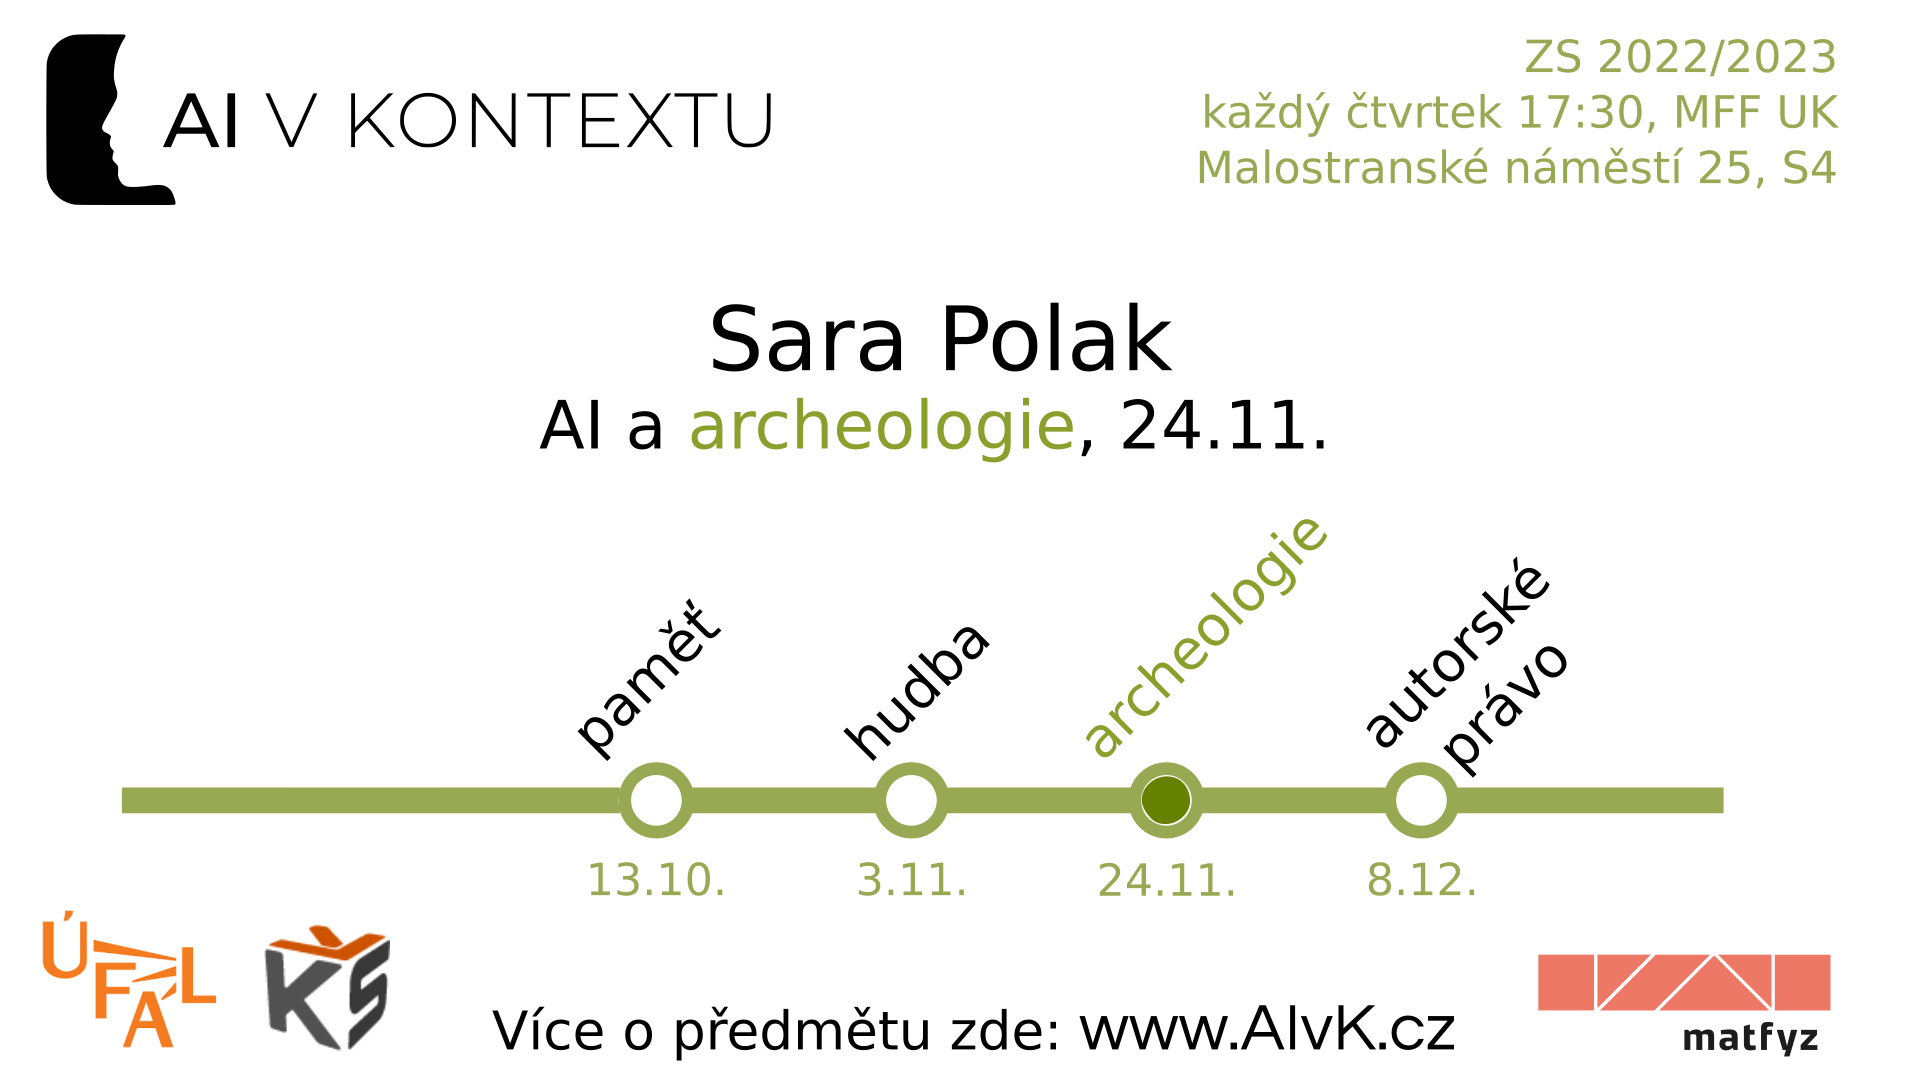 AI V KONTEXTU
ZS 2022/2023
každý čtvrtek 17:30, MFF UK
Malostranské náměstí 25, S4
Sara Polak
AI a archeologie, 24.11.
paměť
hudba
archeologie
autorské
právo
13.10.
3.11.
24.11.
8.12.
ÚFAL
KŠ
Více o předmětu zde: www.AIvK.cz
matfyz